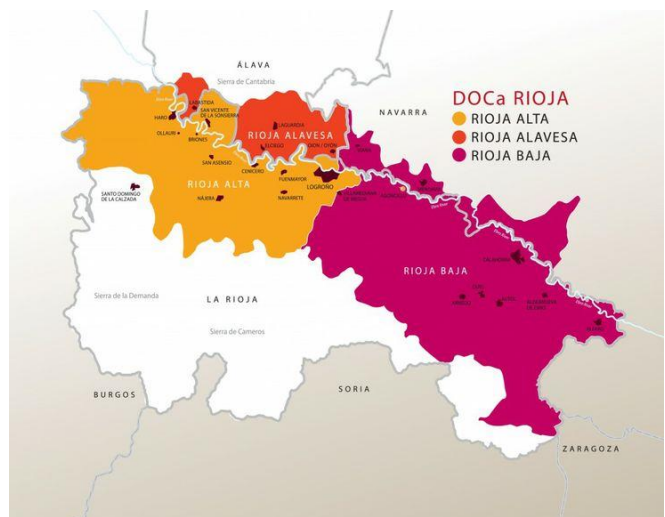 ÁLAVA
Sierra de Cantabria
NAVARRA
DOCa RIOJA
RIOJA ALTA
RIOJA ALAVESA
RIOJA BAJA
LABASTIDA
SAN VICENTE
DE LA SONSIERRA
HARO
OLLAURI
BRIONES
LAGUARDIA
RIOJA ALAVESA
ELCIEGO
SAN ASENSIO
CENICERO
FUENMAYOR
LOGROÑO
RIOJA ALTA
SANTO DOMINGO
DE LA CALZADA
NÁJERA
NAVARRETE
RIOJA BAJA
CALAHORRA
ALFARO
LA RIOJA
Sierra de la Demanda
Sierra de Cameros
BURGOS
SORIA
ZARAGOZA